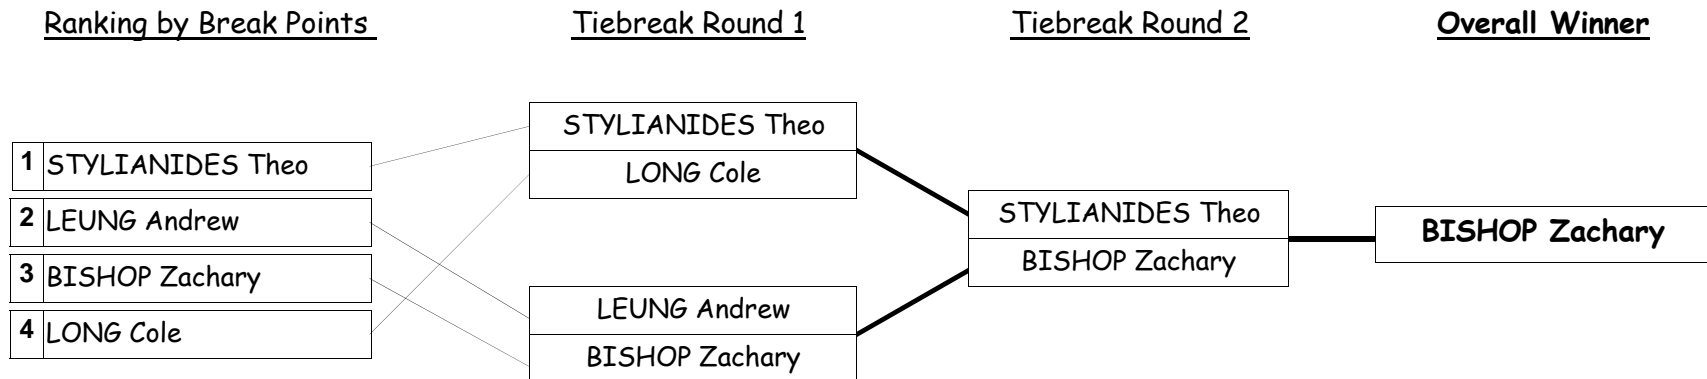 Ranking by Break Points
Tiebreak Round 1
Tiebreak Round 2
Overall Winner
1 STYLIANIDES Theo
2 LEUNG Andrew
3 BISHOP Zachary
4 LONG Cole
STYLIANIDES Theo
LONG Cole
LEUNG Andrew
BISHOP Zachary
STYLIANIDES Theo
BISHOP Zachary
BISHOP Zachary